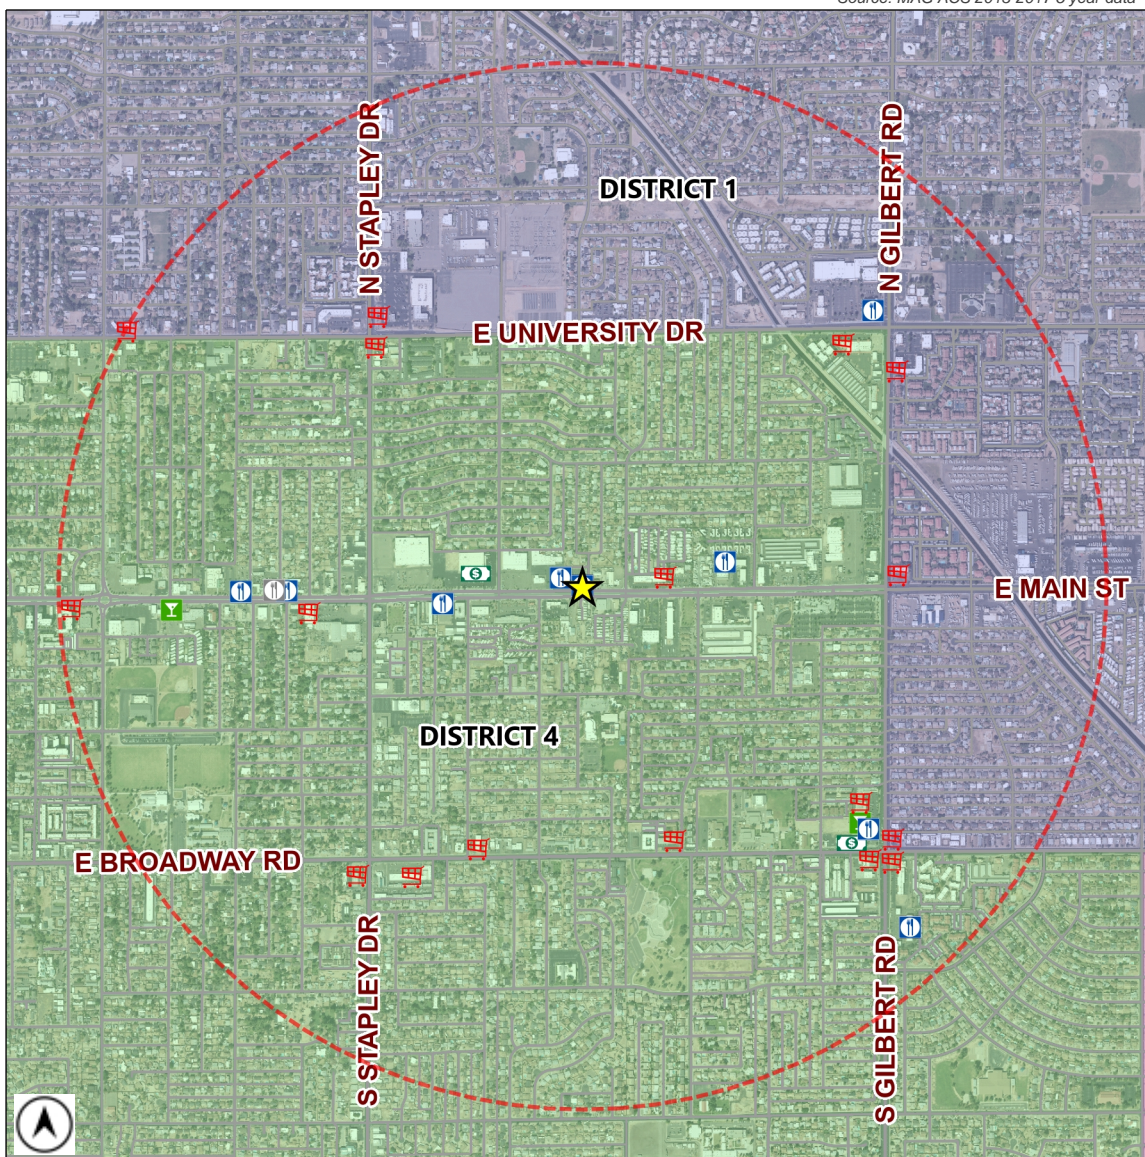 N STAPLEY DR
N GILBERT RD
DISTRICT 1
E UNIVERSITY DR
$
E MAIN ST
DISTRICT 4
$
E BROADWAY RD
S STAPLEY DR
S GILBERT RD